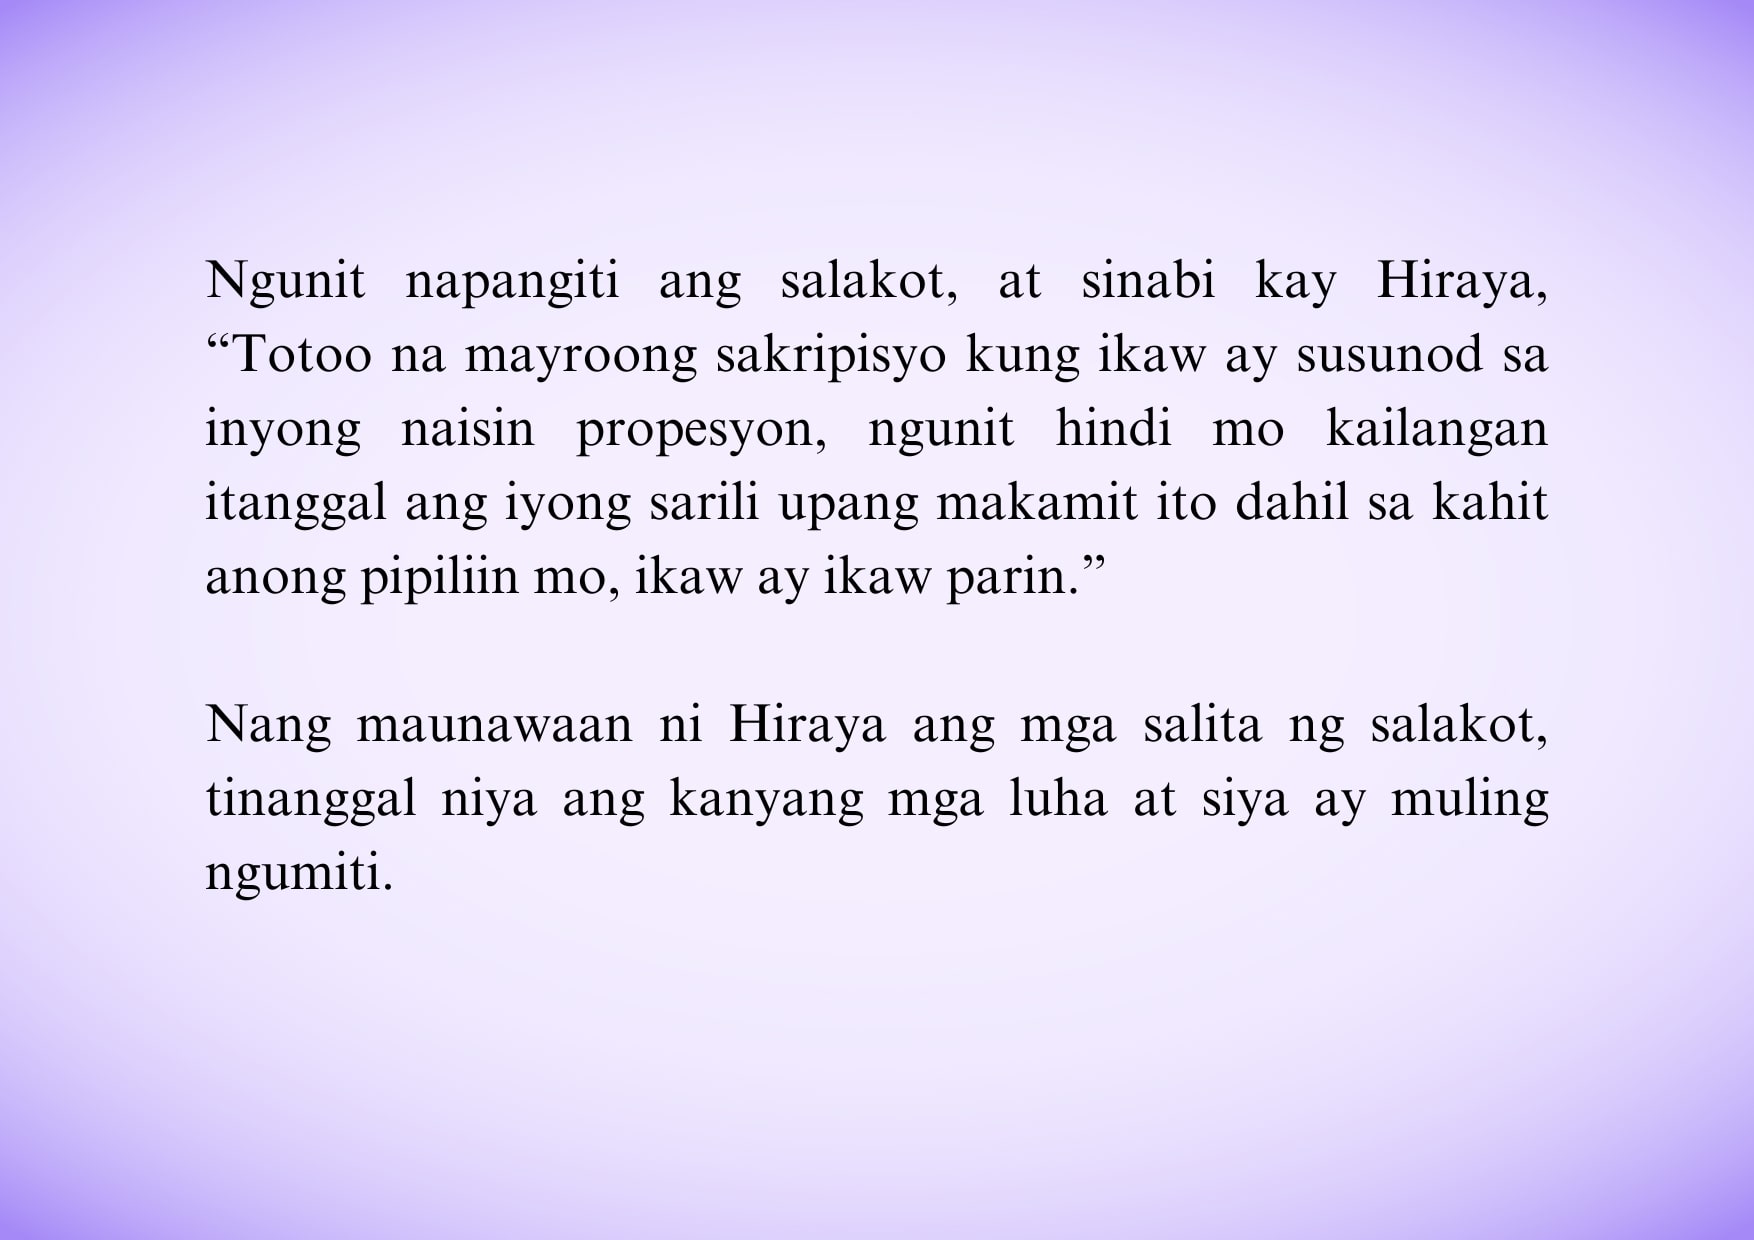 Ngunit napangiti ang salakot, at sinabi kay Hiraya,
“Totoo na mayroong sakripisyo kung ikaw ay susunod sa
inyong naisin propesyon, ngunit hindi mo kailangan
itanggal ang iyong sarili upang makamit ito dahil sa kahit
anong pipiliin mo, ikaw ay ikaw parin.”
Nang maunawaan ni Hiraya ang mga salita ng salakot,
tinanggal niya ang kanyang mga luha at siya ay muling
ngumiti.